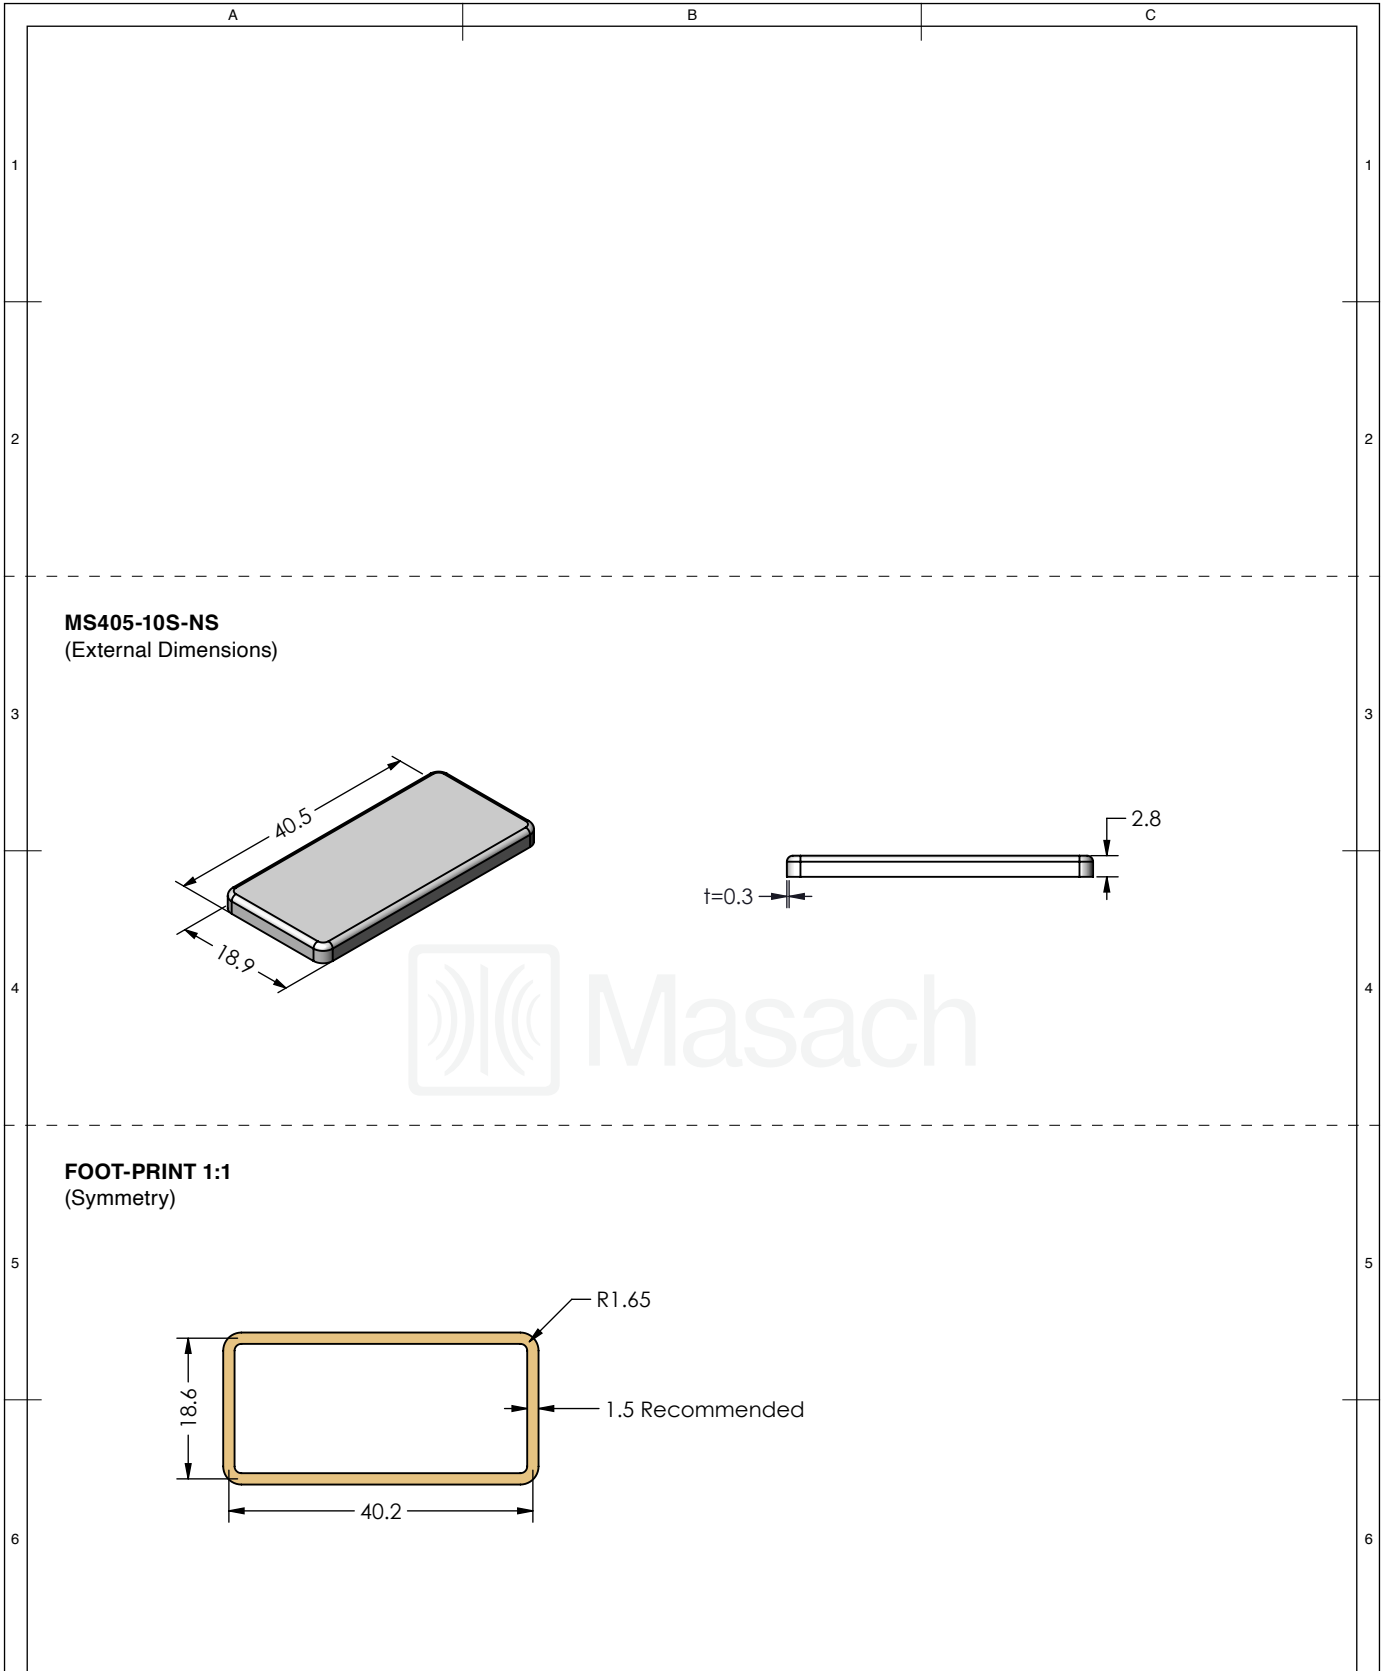 A B C
1 1
2 2
MS405-10S-NS
(External Dimensions)
3 3
40.5
2.8
t=0.3
18.9
4 4
Masach
FOOT-PRINT 1:1
(Symmetry)
5 5
R1.65
18.6
1.5 Recommended
40.2
6 6